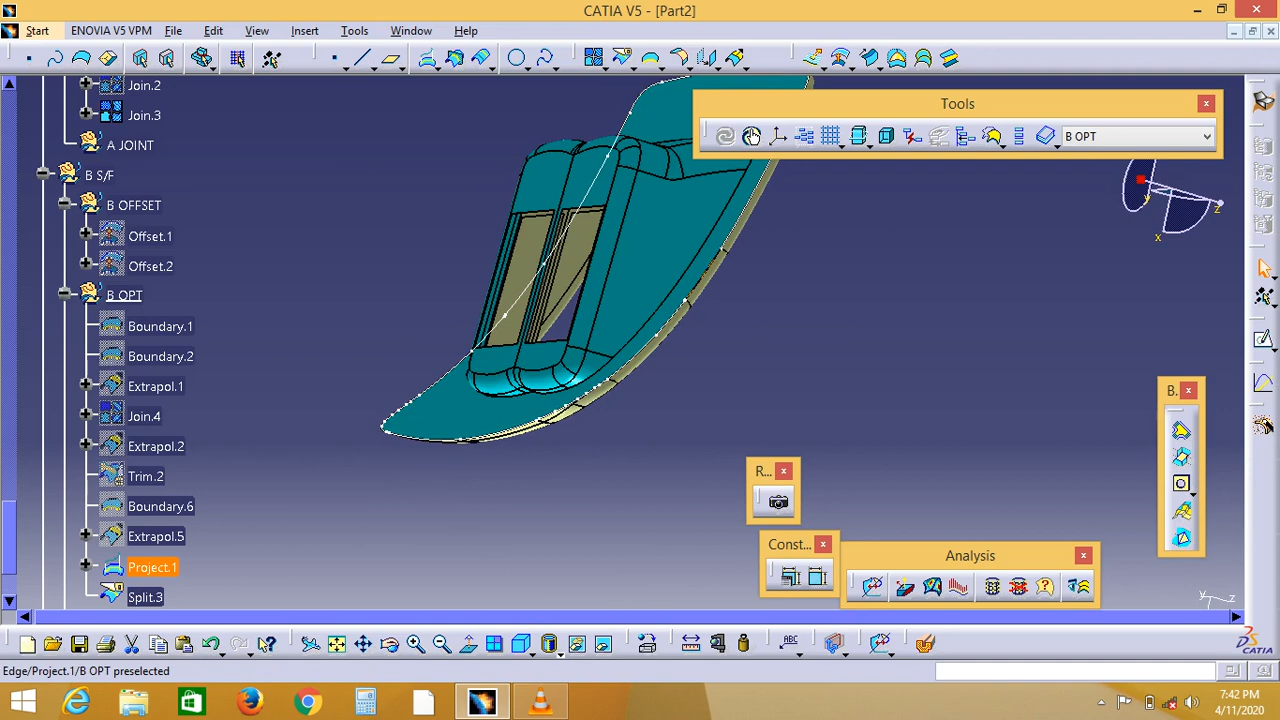 CATIA V5 - [Part2]
Start ENOVIA V5 VPM File Edit View Insert Tools Window Help
Join.2
Join.3
A JOINT
B S/F
B OFFSET
Offset.1
Offset.2
B OPT
Boundary.1
Boundary.2
Extrapol.1
Join.4
Extrapol.2
Trim.2
Boundary.6
Extrapol.5
Project.1
Split.3
Tools
B OPT
y
z
x
B.
R...
Const...
Analysis
y
z
ABC
CATIA
Edge/Project.1/B OPT preselected
7:42 PM
4/11/2020